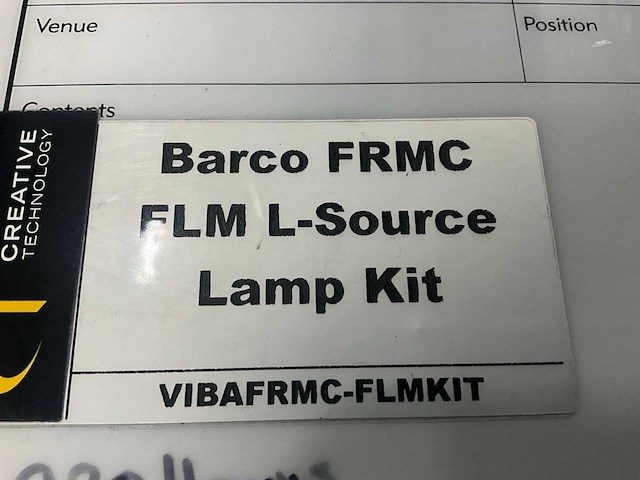 Venue
Position
Contents
CREATIVE
TECHNOLOGY
Barco FRMC
FLM L-Source
Lamp Kit
VIBAFRMC-FLMKIT